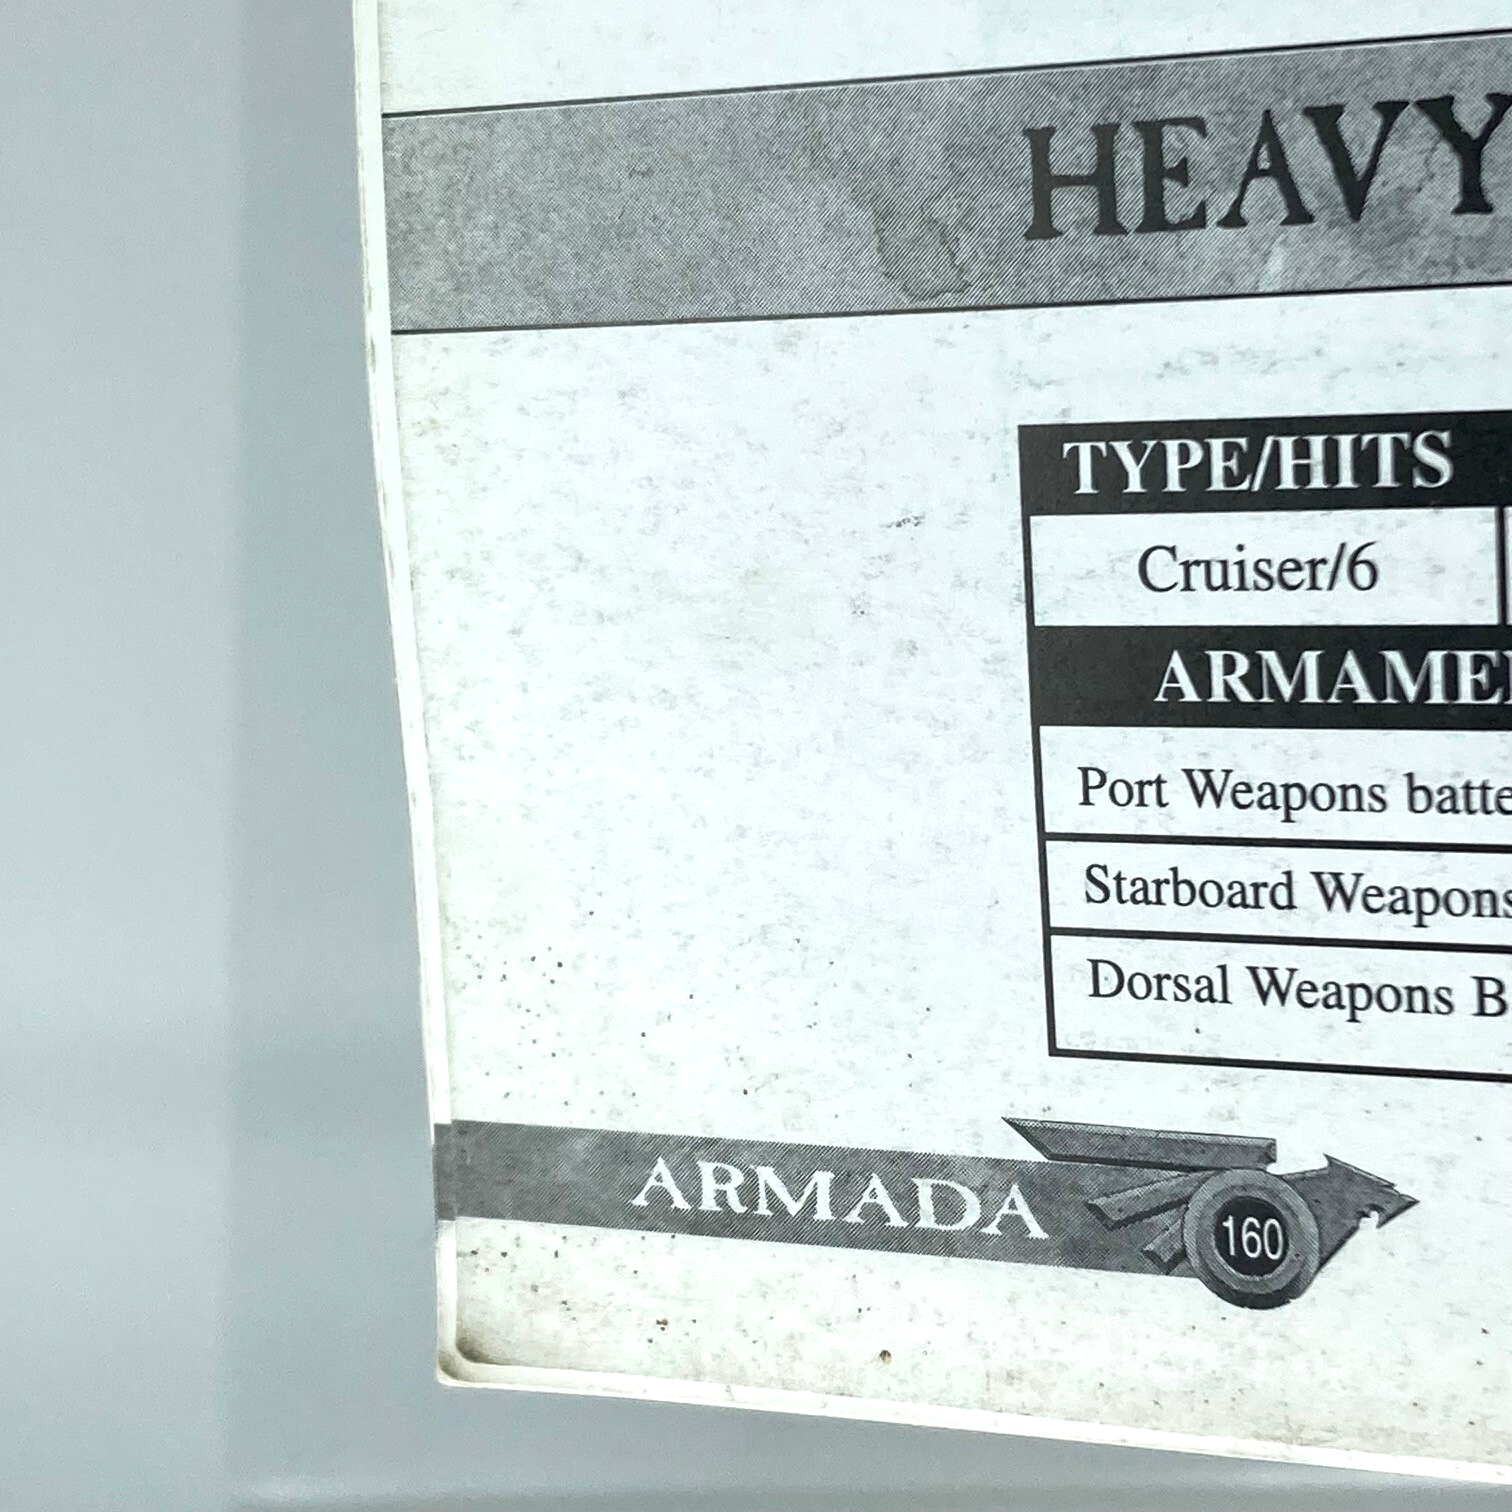 HEAVY
TYPE/HITS
Cruiser/6
ARMAME
Port Weapons batte
Starboard Weapons
Dorsal Weapons B
ARMADA
160